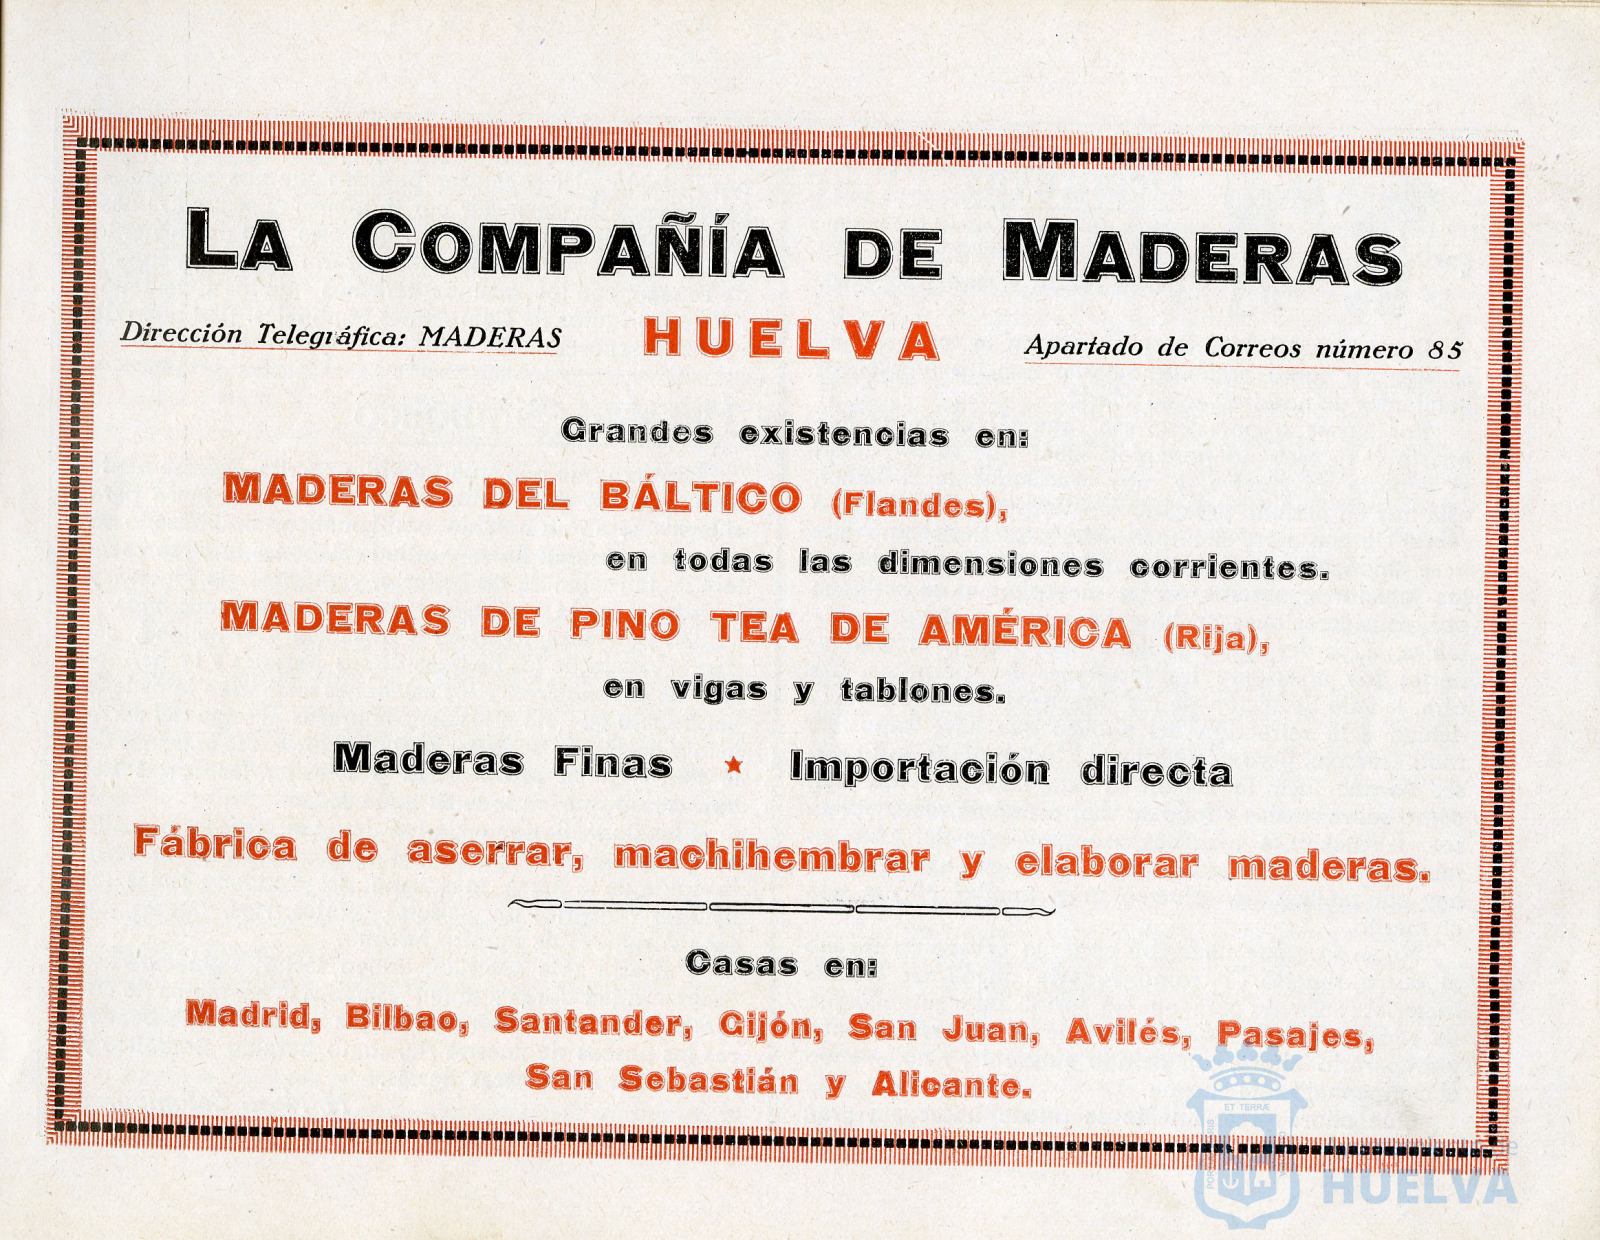 LA COMPAÑÍA DE MADERAS
Dirección Telegráfica: MADERAS HUELVA Apartado de Correos número 85
Grandes existencias en:
MADERAS DEL BÁLTICO (Flandes),
en todas las dimensiones corrientes.
MADERAS DE PINO TEA DE AMÉRICA (Rija),
en vigas y tablones.
Maderas Finas ★ Importación directa
Fábrica de aserrar, machihembrar y elaborar maderas.
Casas en:
Madrid, Bilbao, Santander, Gijón, San Juan, Avilés, Pasajes,
San Sebastián y Alicante.
ET TERRÆ
HUELVA